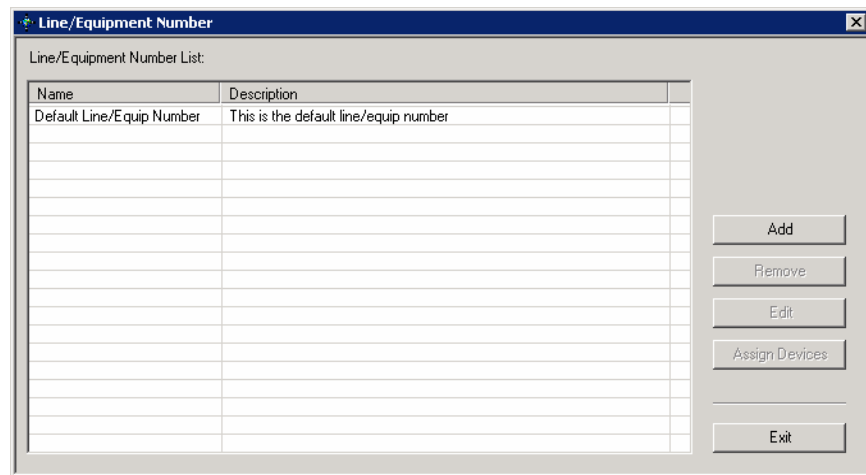 Line/Equipment Number
Line/Equipment Number List:
Name Description
Default Line/Equip Number This is the default line/equip number
Add
Remove
Edit
Assign Devices
Exit